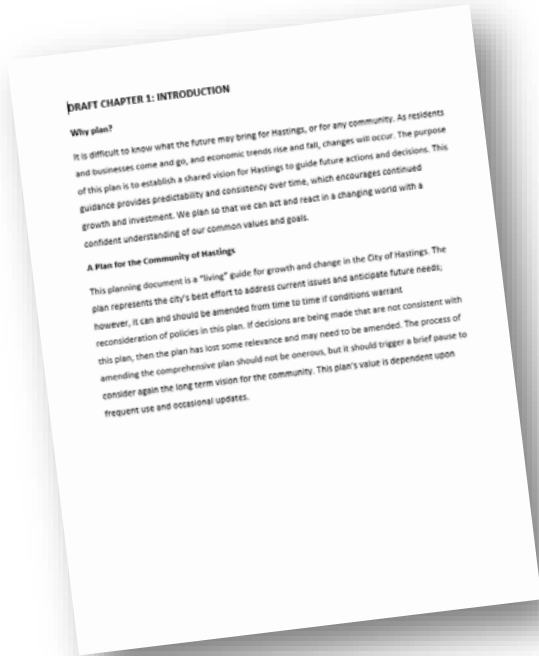 DRAFT CHAPTER 1: INTRODUCTION
Why plan?
It is difficult to know what the future may bring for Hastings, or for any community. As residents
and businesses come and go, and economic trends rise and fall, changes will occur. The purpose
of this plan is to establish a shared vision for Hastings to guide future actions and decisions. This
guidance provides predictability and consistency over time, which encourages continued
growth and investment. We plan so that we can act and react in a changing world with a
confident understanding of our common values and goals.
A Plan for the Community of Hastings
This planning document is a "living" guide for growth and change in the City of Hastings. The
plan represents the city's best effort to address current issues and anticipate future needs;
however, it can and should be amended from time to time if conditions warrant
reconsideration of policies in this plan. If decisions are being made that are not consistent with
this plan, then the plan has lost some relevance and may need to be amended. The process of
amending the comprehensive plan should not be onerous, but it should trigger a brief pause to
consider again the long term vision for the community. This plan's value is dependent upon
frequent use and occasional updates.